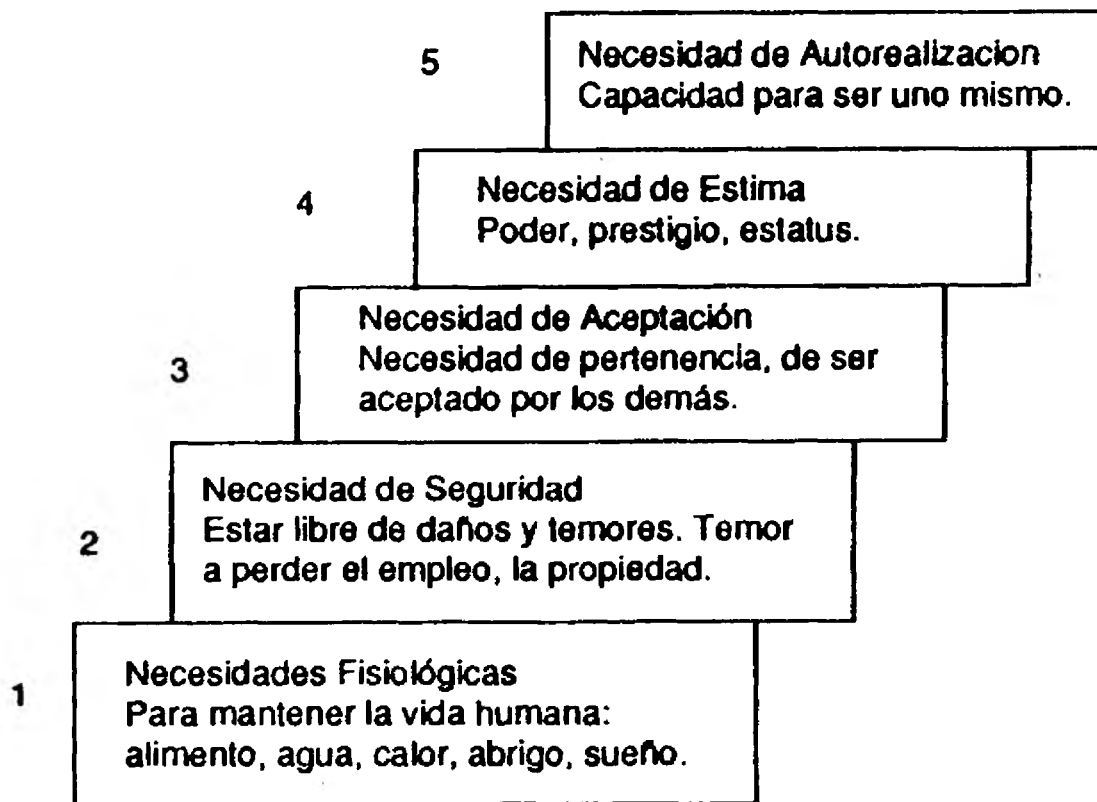 5
Necesidad de Autorealizacion
Capacidad para ser uno mismo.
4
Necesidad de Estima
Poder, prestigio, estatus.
3
Necesidad de Aceptación
Necesidad de pertenencia, de ser
aceptado por los demás.
2
Necesidad de Seguridad
Estar libre de daños y temores. Temor
a perder el empleo, la propiedad.
1
Necesidades Fisiológicas
Para mantener la vida humana:
alimento, agua, calor, abrigo, sueño.